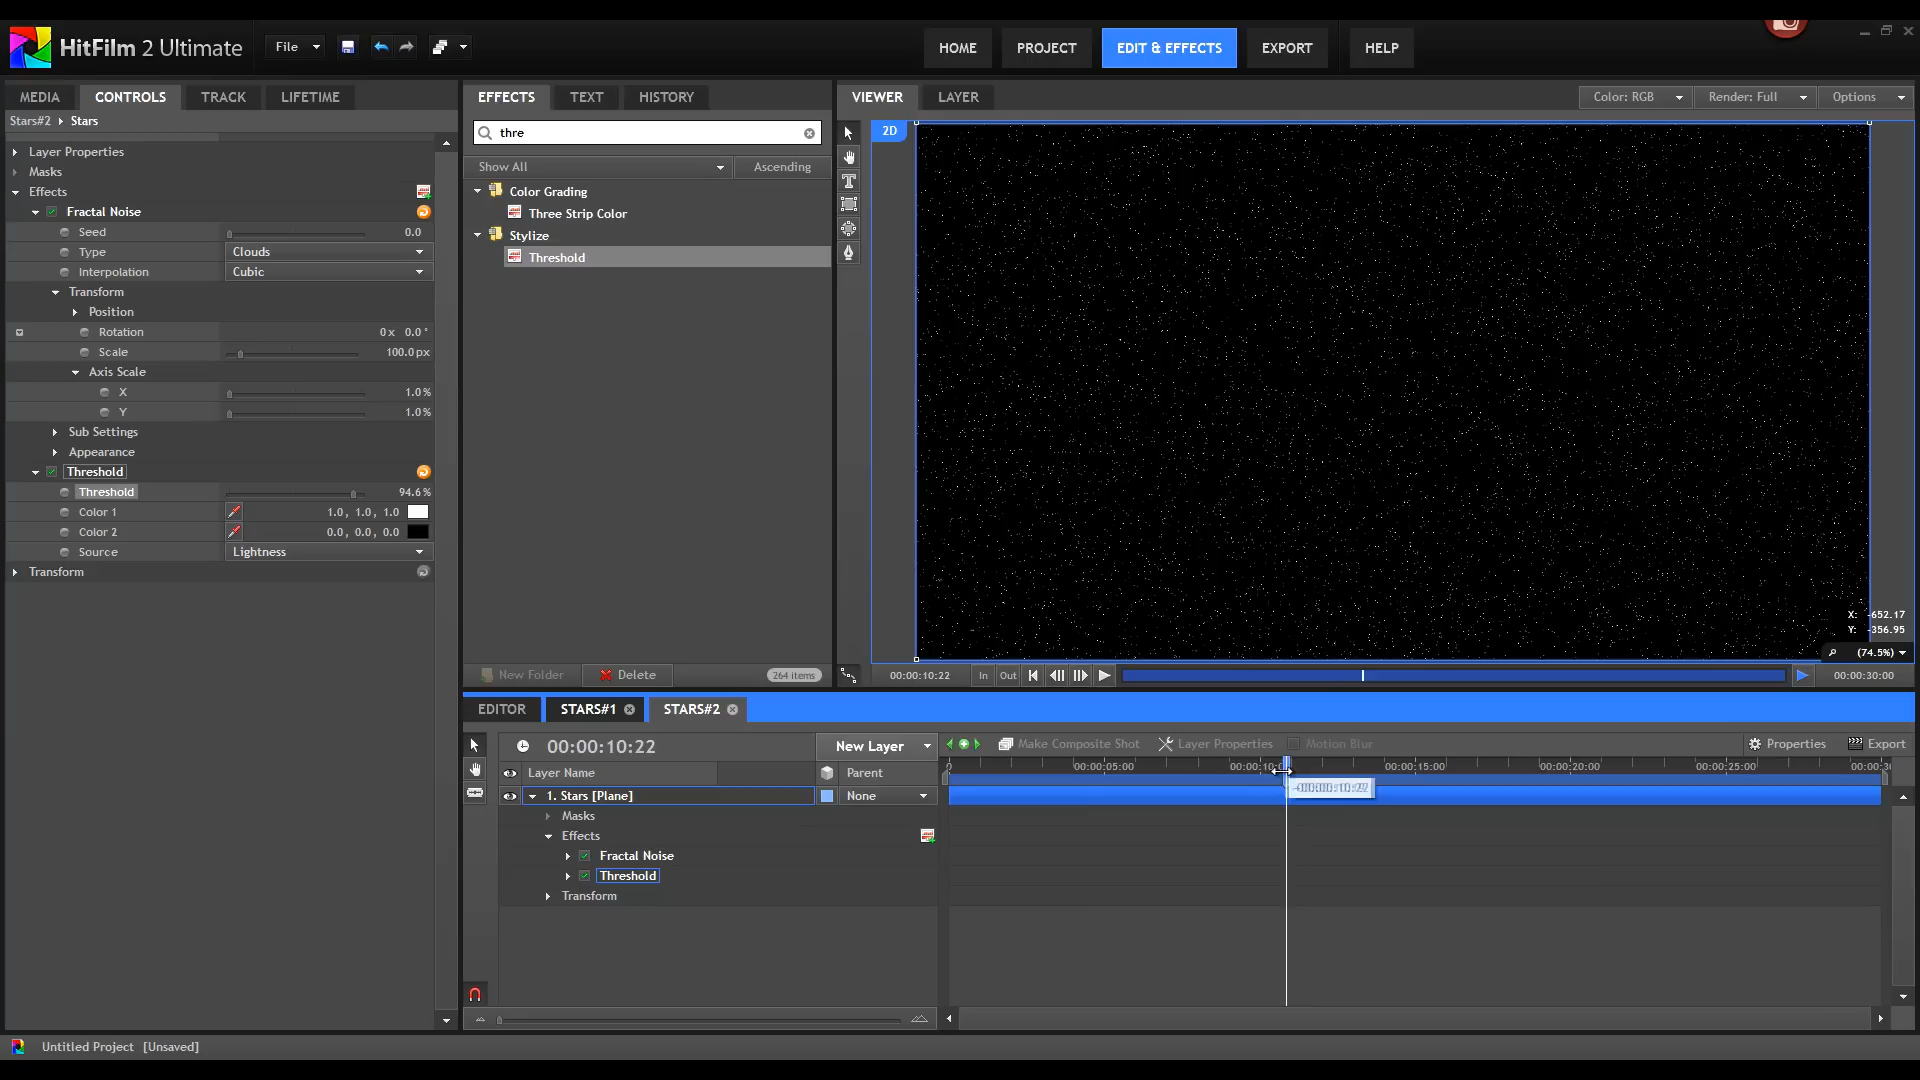 HitFilm 2 Ultimate
File
HOME
PROJECT
EDIT & EFFECTS
EXPORT
HELP
MEDIA
CONTROLS
TRACK
LIFETIME
Stars#2 Stars
Layer Properties
Masks
Effects
Fractal Noise
Seed 0.0
Type Clouds
Interpolation Cubic
Transform
Position
Rotation 0x 0.0°
Scale 100.0px
Axis Scale
X 1.0%
Y 1.0%
Sub Settings
Appearance
Threshold
Threshold 94.6%
Color 1 1.0, 1.0, 1.0
Color 2 0.0, 0.0, 0.0
Source Lightness
Transform
EFFECTS
TEXT
HISTORY
thre
Show All
Ascending
Color Grading
Three Strip Color
Stylize
Threshold
New Folder
Delete
264 items
VIEWER
LAYER
Color: RGB
Render: Full
Options
2D
X: -652.17
Y: -356.95
(74.5%)
00:00:10:22
In
Out
00:00:30:00
EDITOR
STARS#1
STARS#2
00:00:10:22
New Layer
Make Composite Shot
Layer Properties
Motion Blur
Properties
Export
Layer Name
Parent
0
00:00:05:00
00:00:15:00
00:00:20:00
00:00:25:00
1. Stars [Plane]
None
Masks
Effects
Fractal Noise
Threshold
Transform
Untitled Project [Unsaved]